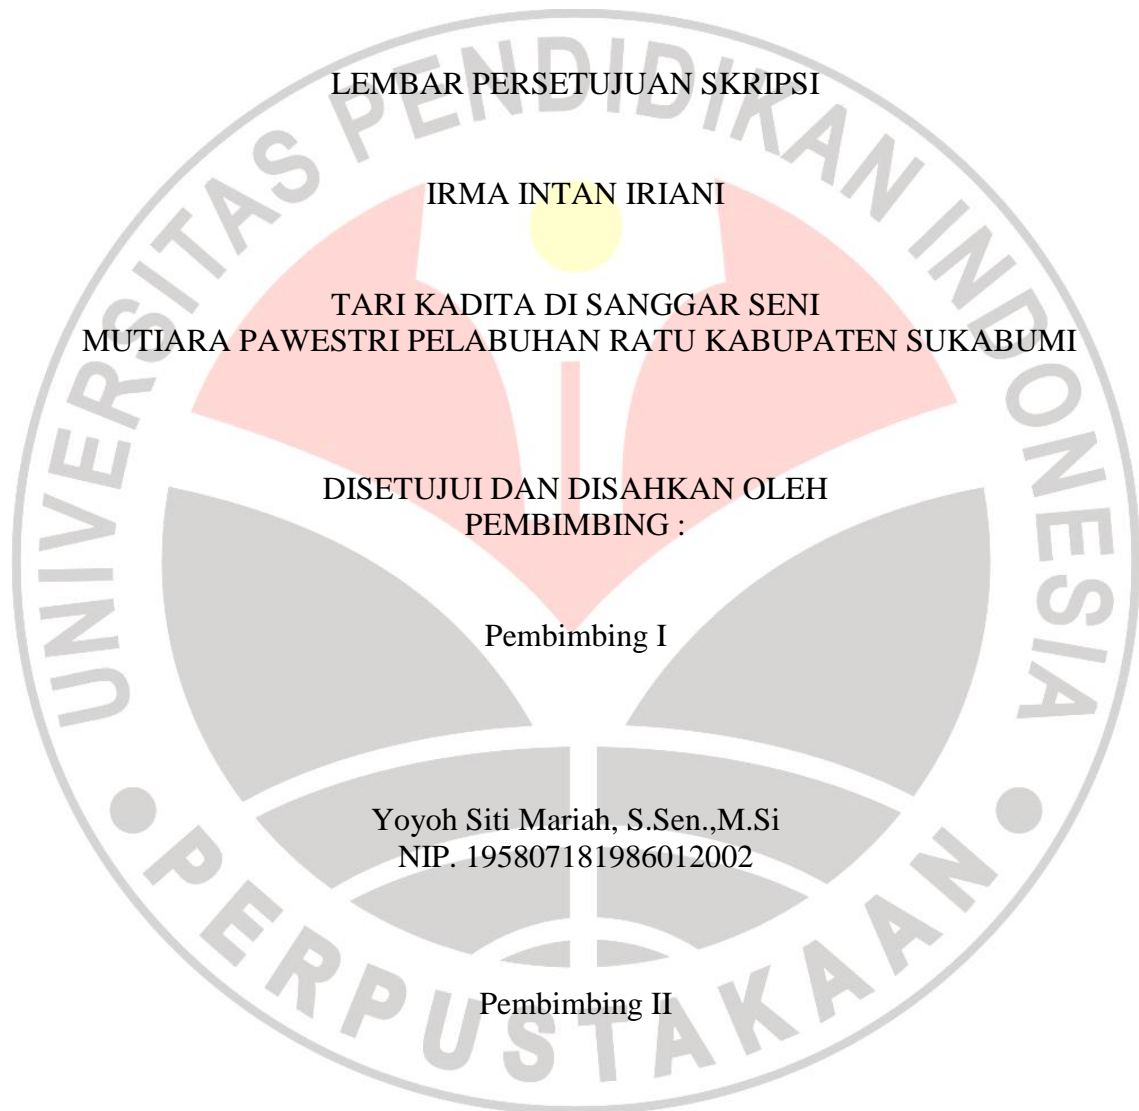 LEMBAR PERSETUJUAN SKRIPSI
IRMA INTAN IRIANI
TARI KADITA DI SANGGAR SENI
MUTIARA PAWESTRI PELABUHAN RATU KABUPATEN SUKABUMI
DISETUJUI DAN DISAHKAN OLEH
PEMBIMBING :
Pembimbing I
Yoyoh Siti Mariah, S.Sen.,M.Si
NIP. 195807181986012002
Pembimbing II
UNIVERSITAS PENDIDIKAN INDONESIA
PERPUSTAKAAN